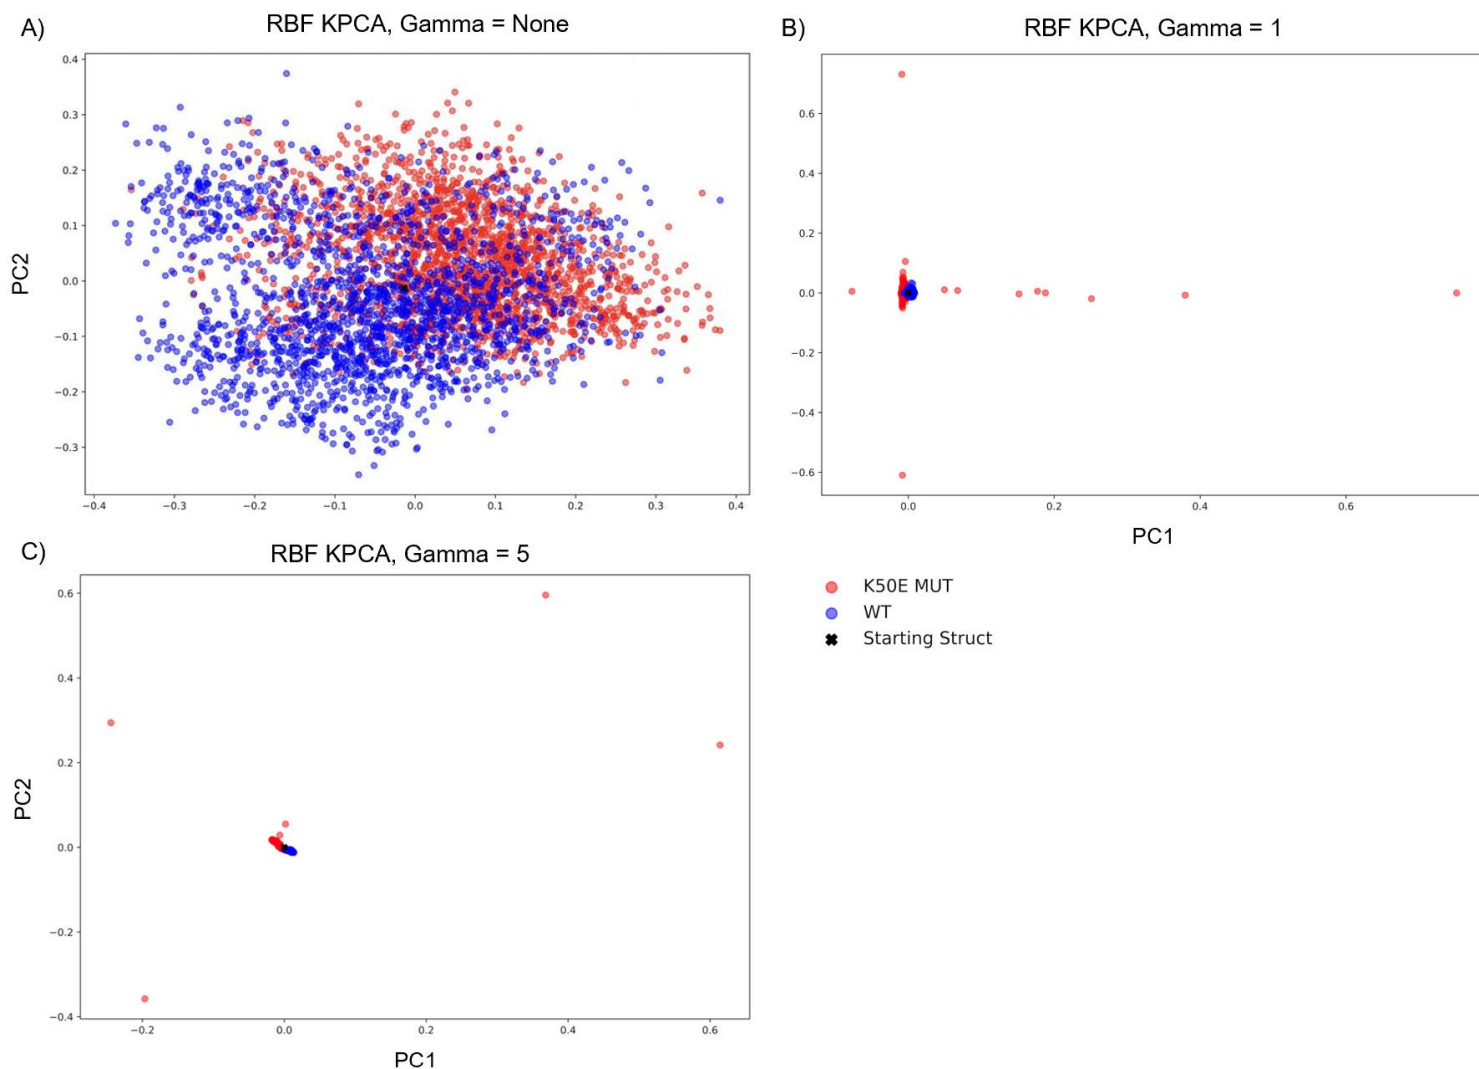 A)
RBF KPCA, Gamma = None
PC2
0.4
0.3
0.2
0.1
0.0
−0.1
−0.2
−0.3
−0.4 −0.3 −0.2 −0.1 0.0 0.1 0.2 0.3 0.4
B)
RBF KPCA, Gamma = 1
0.6
0.4
0.2
0.0
−0.2
−0.4
−0.6
0.0 0.2 0.4 0.6
PC1
C)
RBF KPCA, Gamma = 5
PC2
0.6
0.4
0.2
0.0
−0.2
−0.4
−0.2 0.0 0.2 0.4 0.6
PC1
K50E MUT
WT
Starting Struct